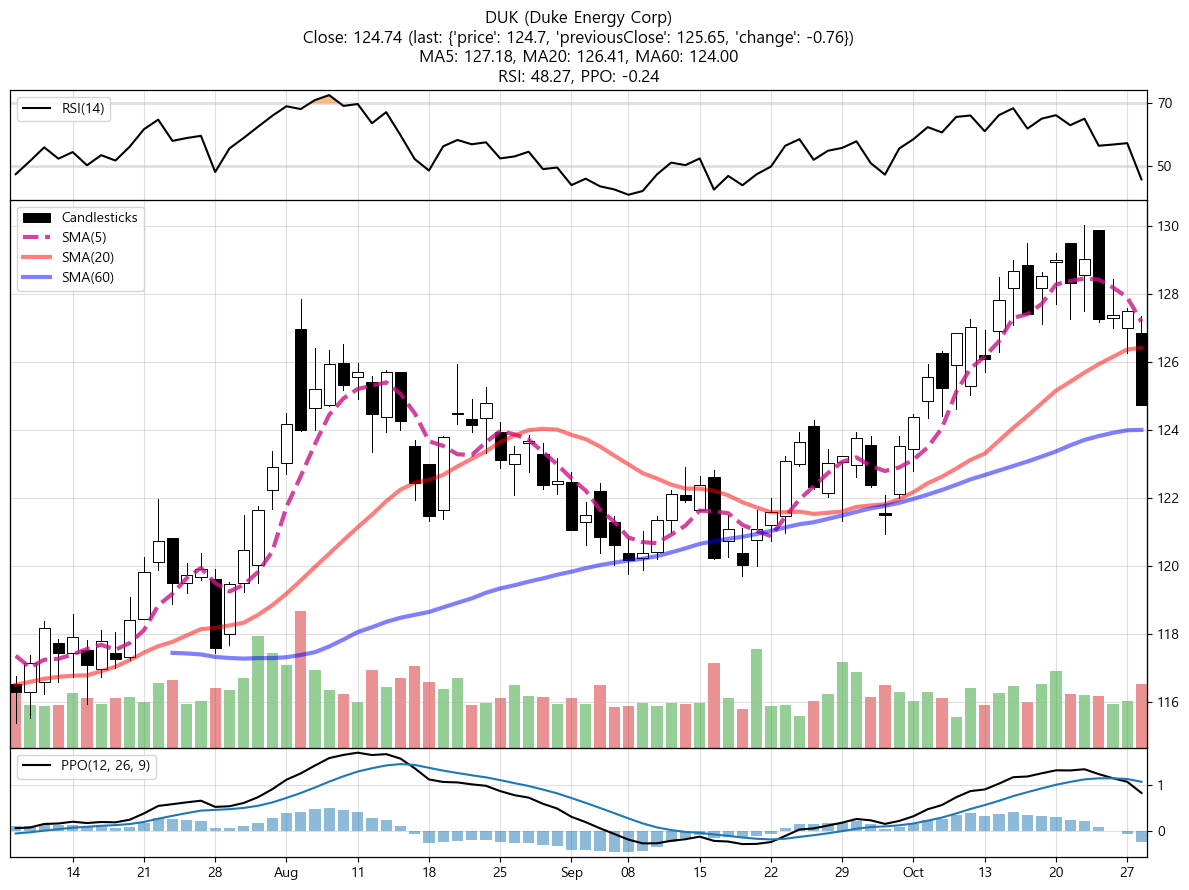 DUK (Duke Energy Corp)
Close: 124.74 (last: {'price': 124.7, 'previousClose': 125.65, 'change': -0.76})
MA5: 127.18, MA20: 126.41, MA60: 124.00
RSI: 48.27, PPO: -0.24
RSI(14)
70
50
Candlesticks
SMA(5)
SMA(20)
SMA(60)
130
128
126
124
122
120
118
116
PPO(12, 26, 9)
1
0
14 21 28 Aug 11 18 25 Sep 08 15 22 29 Oct 13 20 27